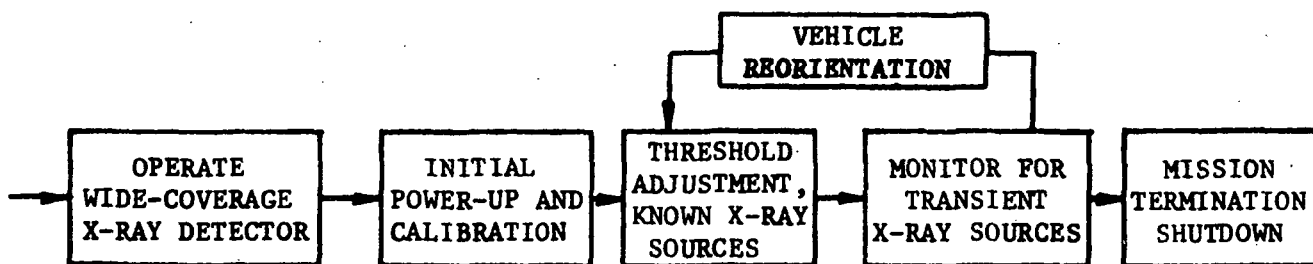 VEHICLE
REORIENTATION
OPERATE
WIDE-COVERAGE
X-RAY DETECTOR
INITIAL
POWER-UP AND
CALIBRATION
THRESHOLD
ADJUSTMENT,
KNOWN X-RAY
SOURCES
MONITOR FOR
TRANSIENT
X-RAY SOURCES
MISSION
TERMINATION
SHUTDOWN